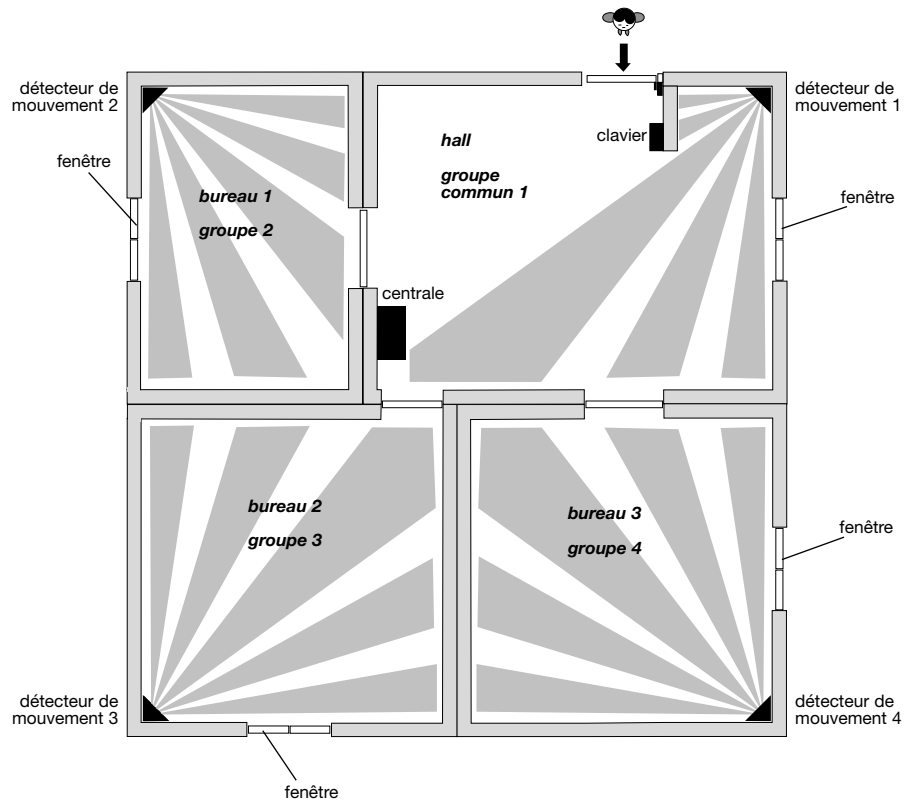 détecteur de
mouvement 2
détecteur de
mouvement 1
clavier
hall
groupe
commun 1
fenêtre
bureau 1
groupe 2
fenêtre
centrale
bureau 2
groupe 3
bureau 3
groupe 4
fenêtre
détecteur de
mouvement 3
détecteur de
mouvement 4
fenêtre